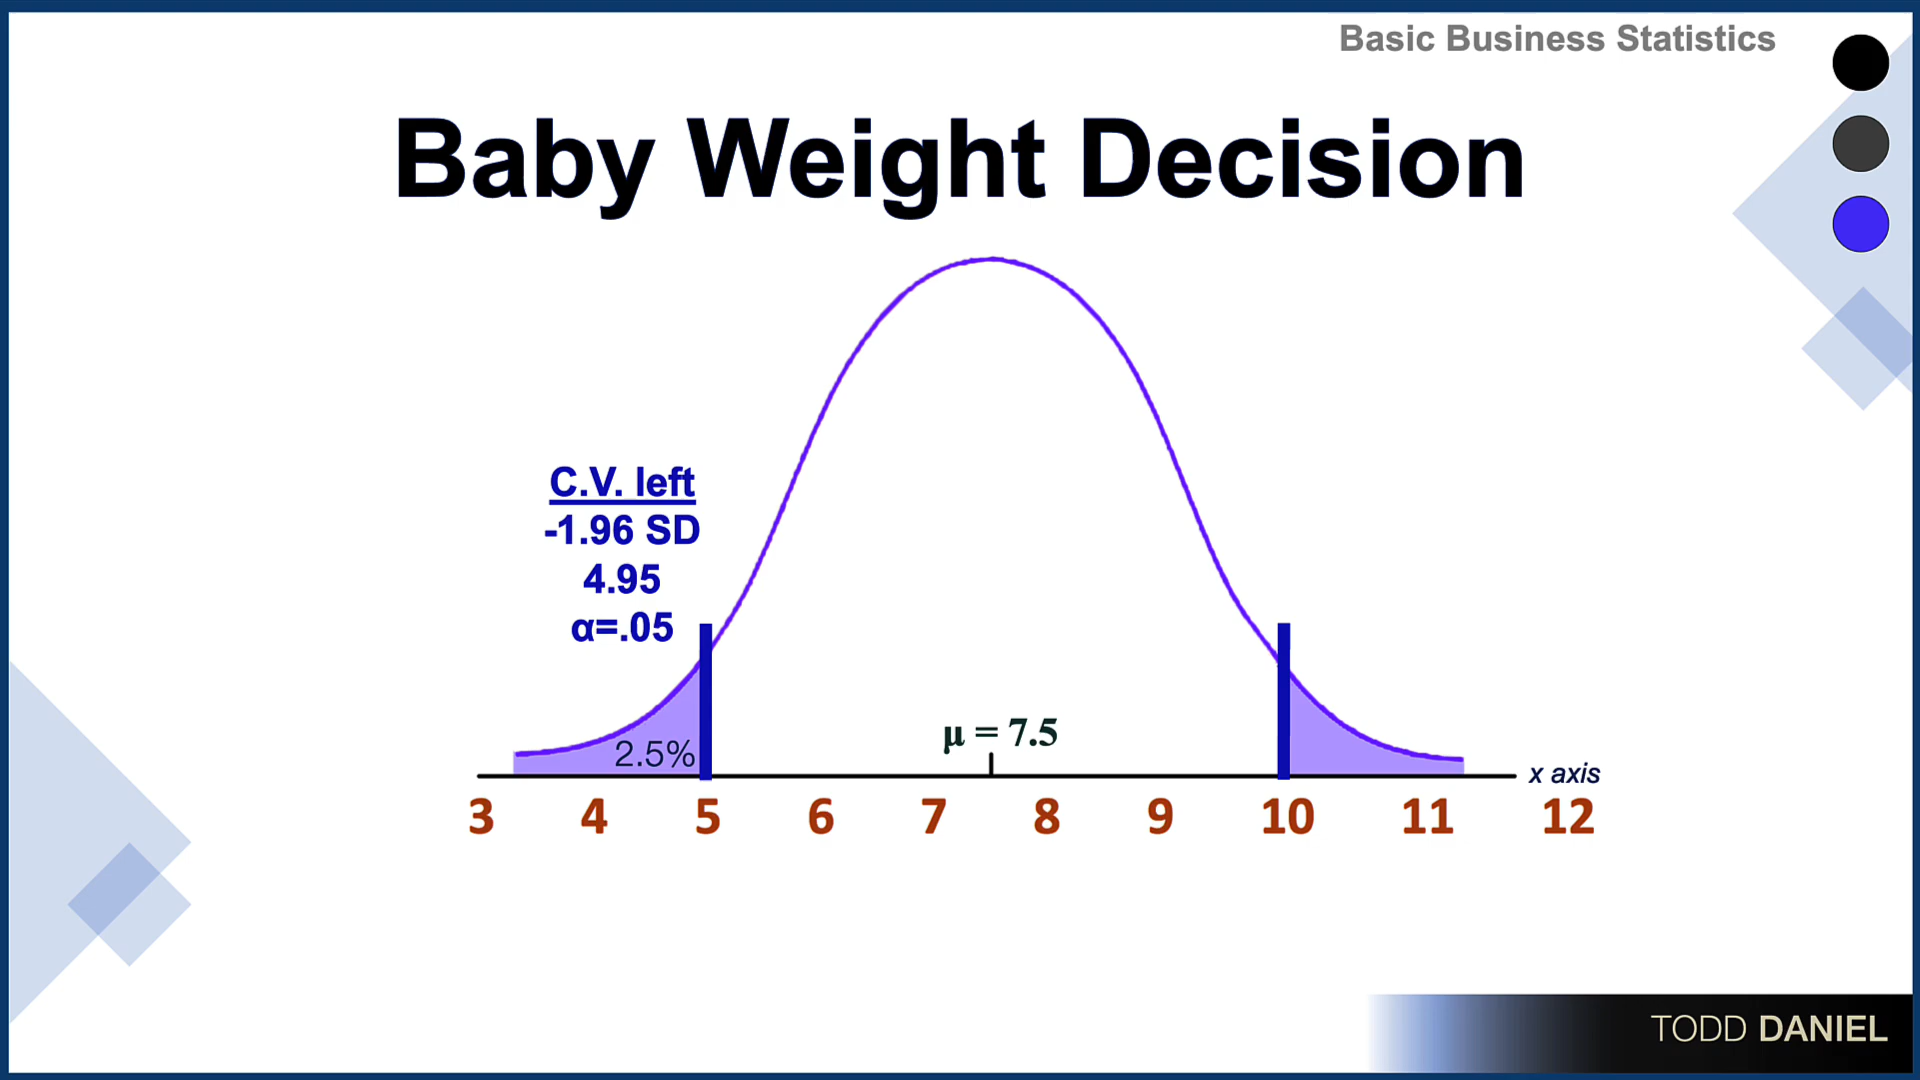 Basic Business Statistics
Baby Weight Decision
C.V. left
-1.96 SD
4.95
α=.05
2.5%
μ = 7.5
x axis
3 4 5 6 7 8 9 10 11 12
TODD DANIEL